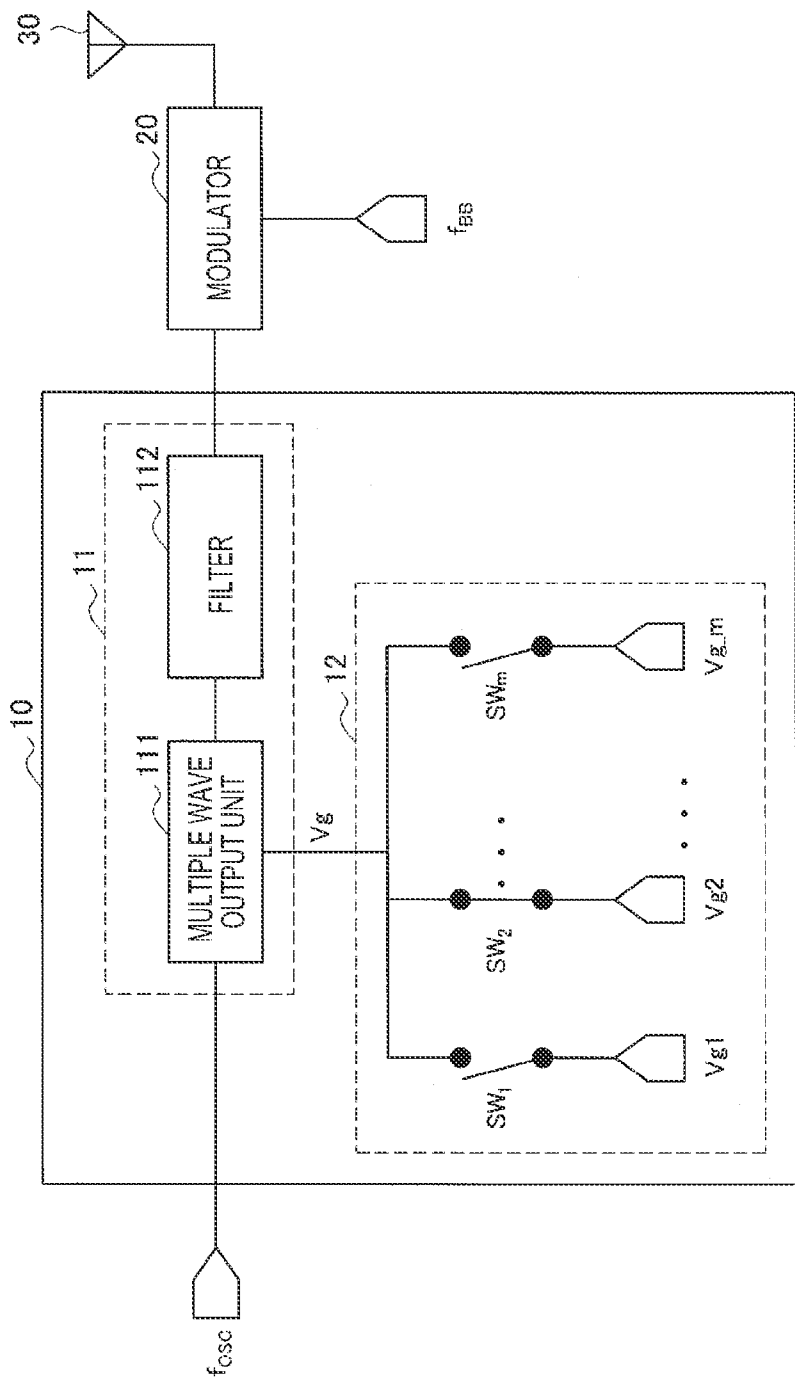 30
20
MODULATOR
f_BB
10
11
112
FILTER
111
MULTIPLE WAVE
OUTPUT UNIT
Vg
12
SW_m
Vg_m
. . .
. . .
SW_2
Vg2
SW_1
Vg1
f_OSC